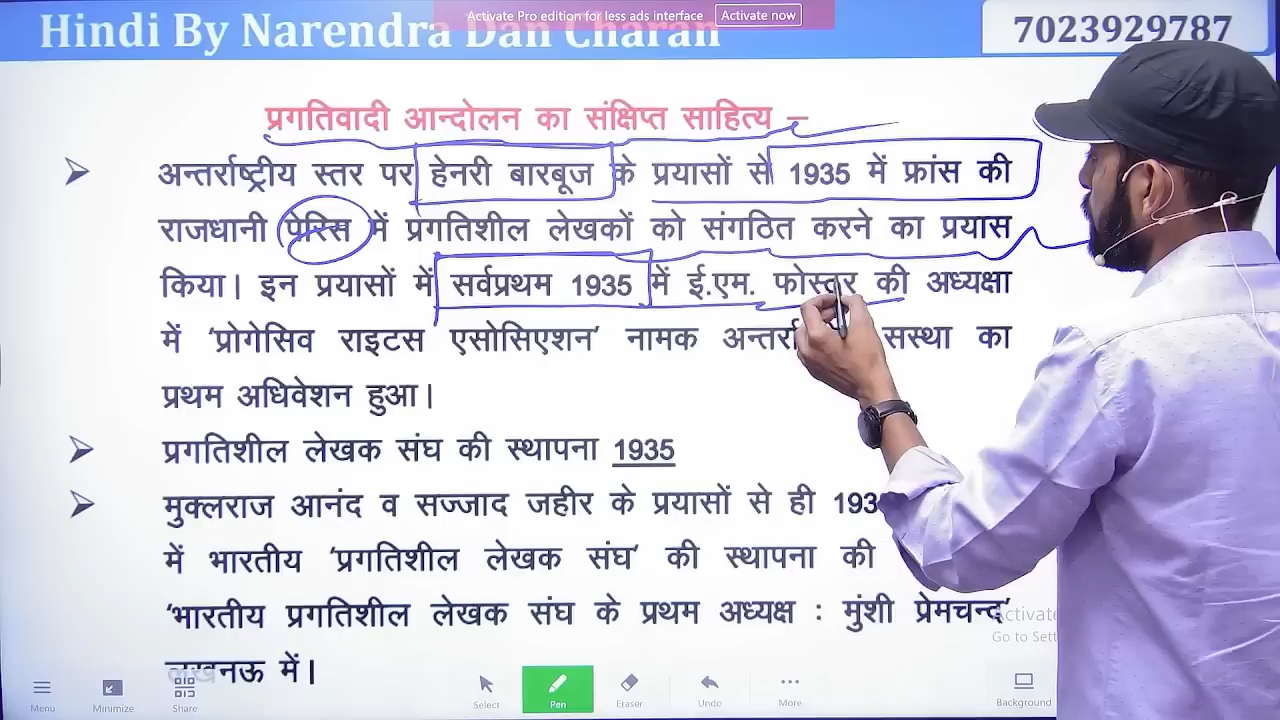 Activate Pro edition for less ads interface Activate now
Hindi By Narendra Dan Charan 7023929787
प्रगतिवादी आन्दोलन का संक्षिप्त साहित्य –
अन्तर्राष्ट्रीय स्तर पर हेनरी बारबूज के प्रयासों से 1935 में फ्रांस की
राजधानी पेरिस में प्रगतिशील लेखकों को संगठित करने का प्रयास
किया। इन प्रयासों में सर्वप्रथम 1935 में ई.एम. फोस्तर की अध्यक्षा
में 'प्रोगेसिव राइटस एसोसिएशन' नामक सस्था का
प्रथम अधिवेशन हुआ।
प्रगतिशील लेखक संघ की स्थापना 1935
मुक्लराज आनंद व सज्जाद जहीर के प्रयासों से ही
में भारतीय 'प्रगतिशील लेखक संघ' की स्थापना की
'भारतीय प्रगतिशील लेखक संघ के प्रथम अध्यक्ष : मुंशी प्रेमचन्द'
लखनऊ में।
Activate
Go to
Menu Minimize Share Select Pen Eraser Undo More Background